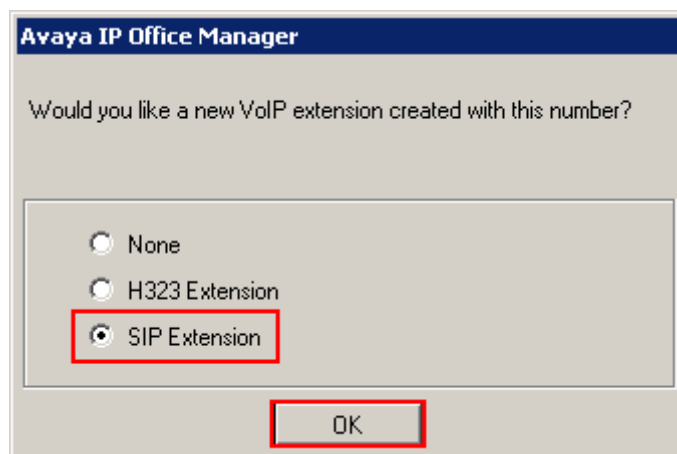 Avaya IP Office Manager
Would you like a new VoIP extension created with this number?
None
H323 Extension
SIP Extension
OK